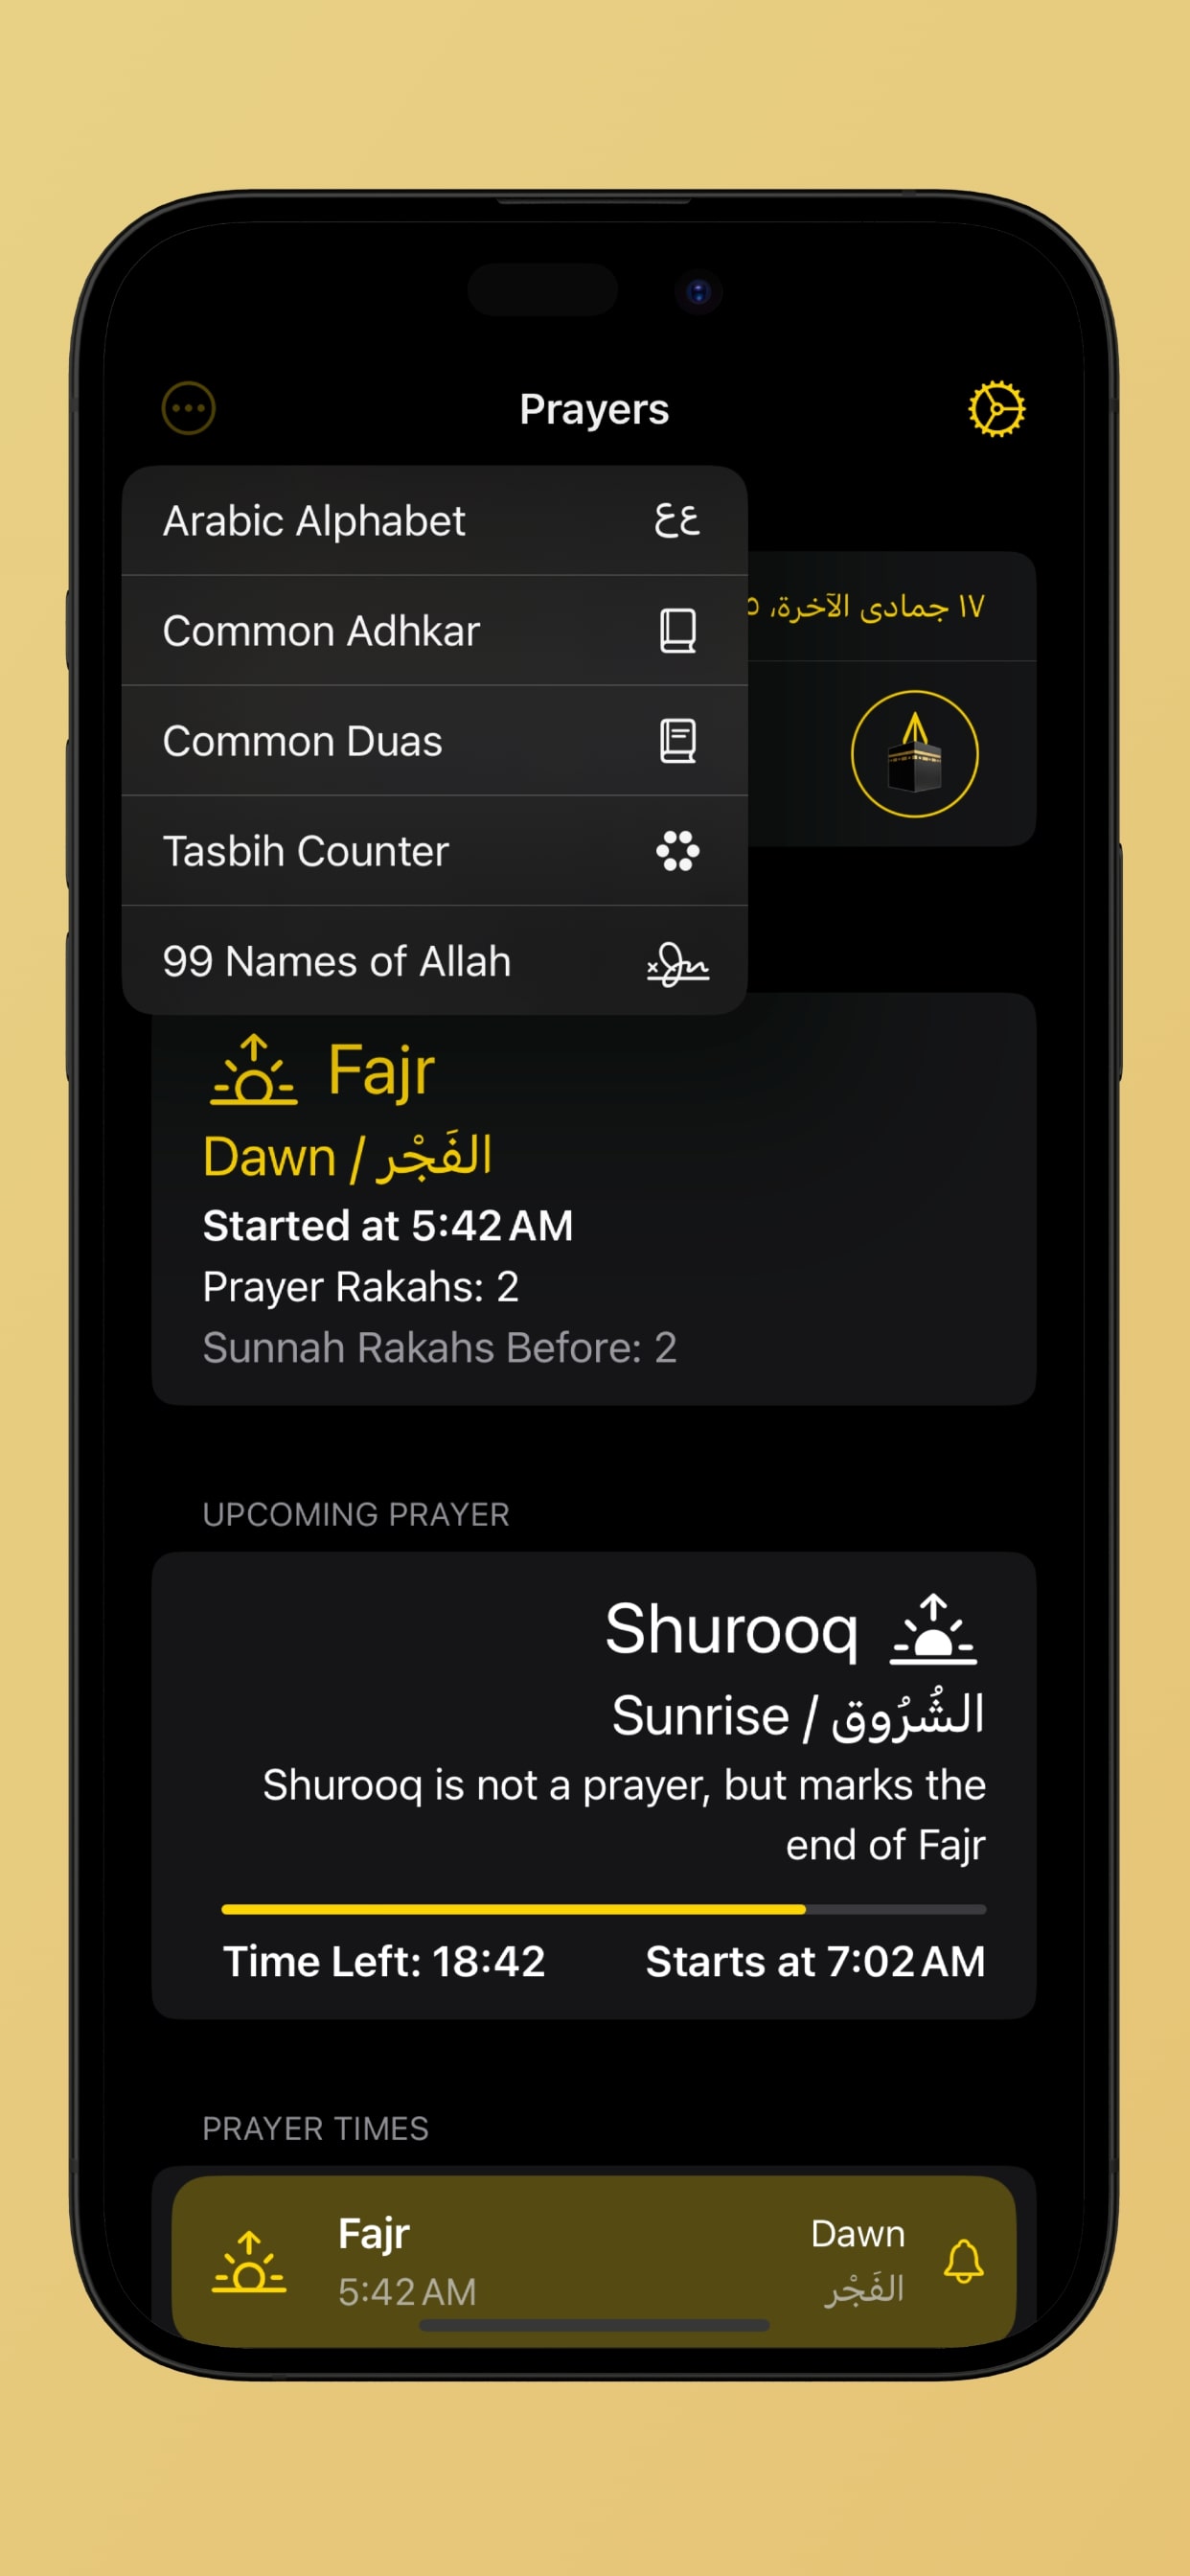 Prayers
Arabic Alphabet
Common Adhkar
Common Duas
Tasbih Counter
99 Names of Allah
١٧ جمادى الآخرة،
Fajr
Dawn / الفَجْر
Started at 5:42 AM
Prayer Rakahs: 2
Sunnah Rakahs Before: 2
UPCOMING PRAYER
Shurooq
Sunrise / الشُرُوق
Shurooq is not a prayer, but marks the
end of Fajr
Time Left: 18:42
Starts at 7:02 AM
PRAYER TIMES
Fajr
Dawn
5:42 AM
الفَجْر